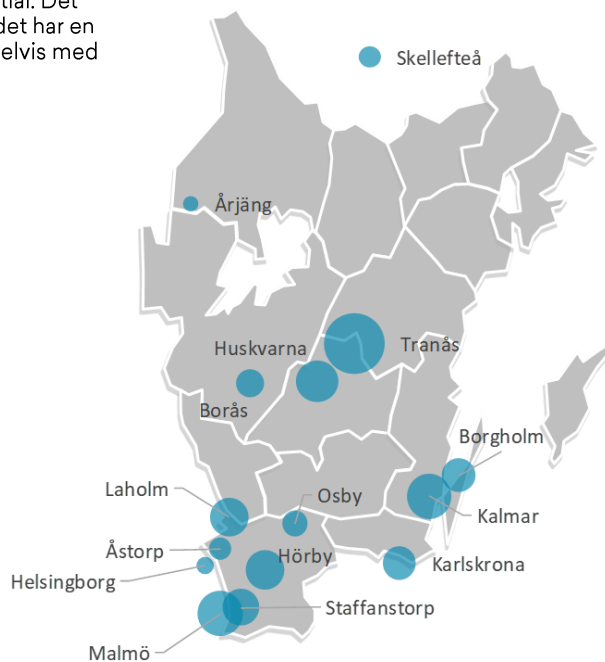 tial. Det
det har en
elvis med
Skellefteå
Årjäng
Huskvarna
Tranås
Borås
Borgholm
Laholm
Osby
Kalmar
Åstorp
Hörby
Karlskrona
Helsingborg
Staffanstorp
Malmö